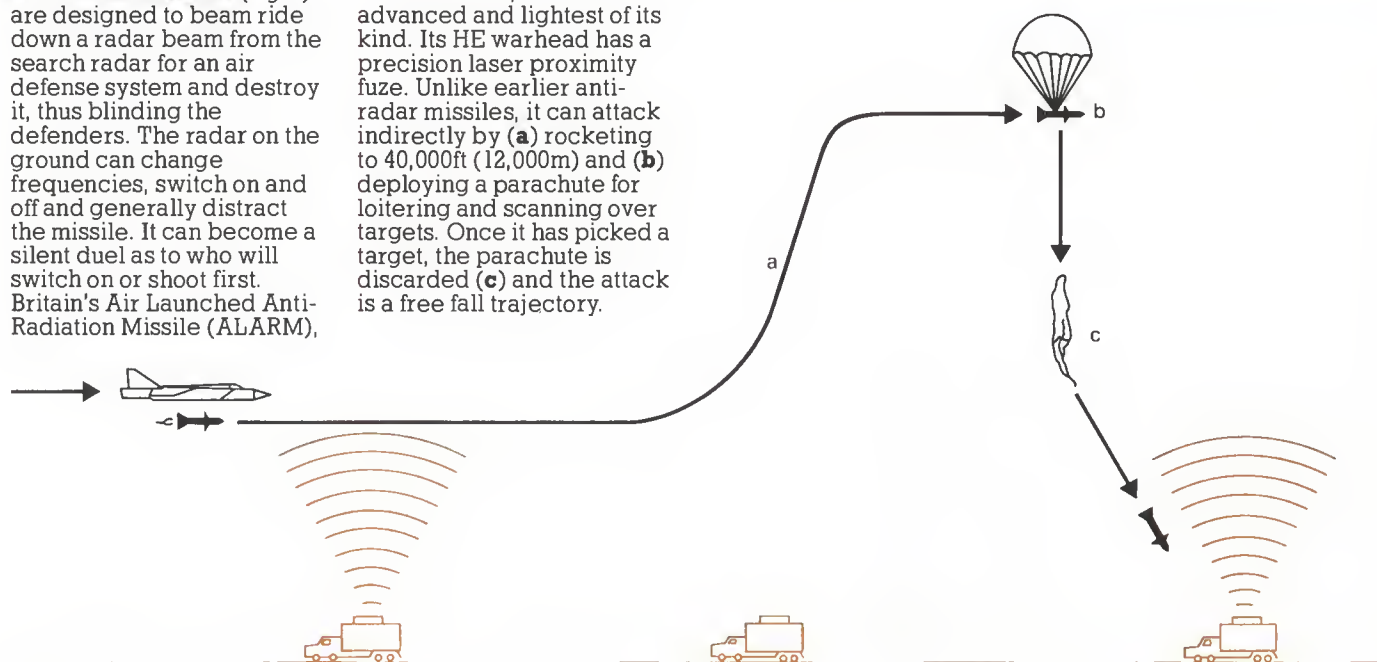 are designed to beam ride
down a radar beam from the
search radar for an air
defense system and destroy
it, thus blinding the
defenders. The radar on the
ground can change
frequencies, switch on and
off and generally distract
the missile. It can become a
silent duel as to who will
switch on or shoot first.
Britain's Air Launched Anti-
Radiation Missile (ALARM),
advanced and lightest of its
kind. Its HE warhead has a
precision laser proximity
fuze. Unlike earlier anti-
radar missiles, it can attack
indirectly by (a) rocketing
to 40,000ft (12,000m) and (b)
deploying a parachute for
loitering and scanning over
targets. Once it has picked a
target, the parachute is
discarded (c) and the attack
is a free fall trajectory.
a
b
c